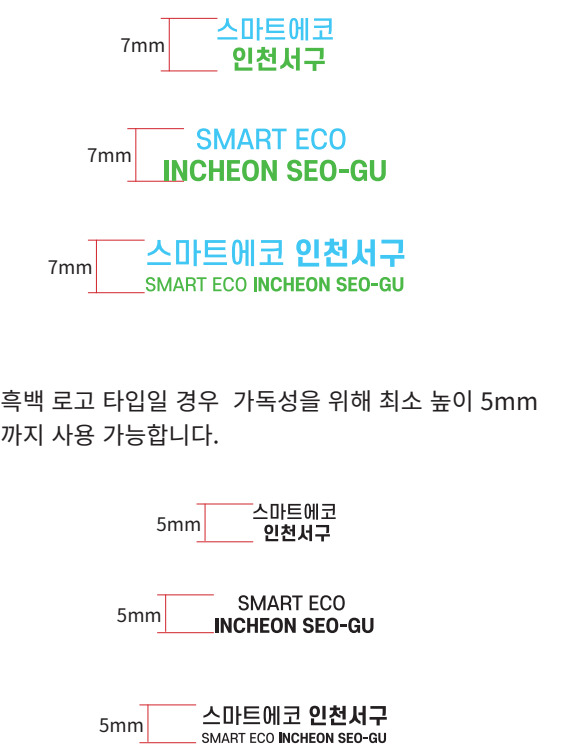 7mm
스마트에코
인천서구
7mm
SMART ECO
INCHEON SEO-GU
7mm
스마트에코 인천서구
SMART ECO INCHEON SEO-GU
흑백 로고 타입일 경우 가독성을 위해 최소 높이 5mm
까지 사용 가능합니다.
5mm
스마트에코
인천서구
5mm
SMART ECO
INCHEON SEO-GU
5mm
스마트에코 인천서구
SMART ECO INCHEON SEO-GU